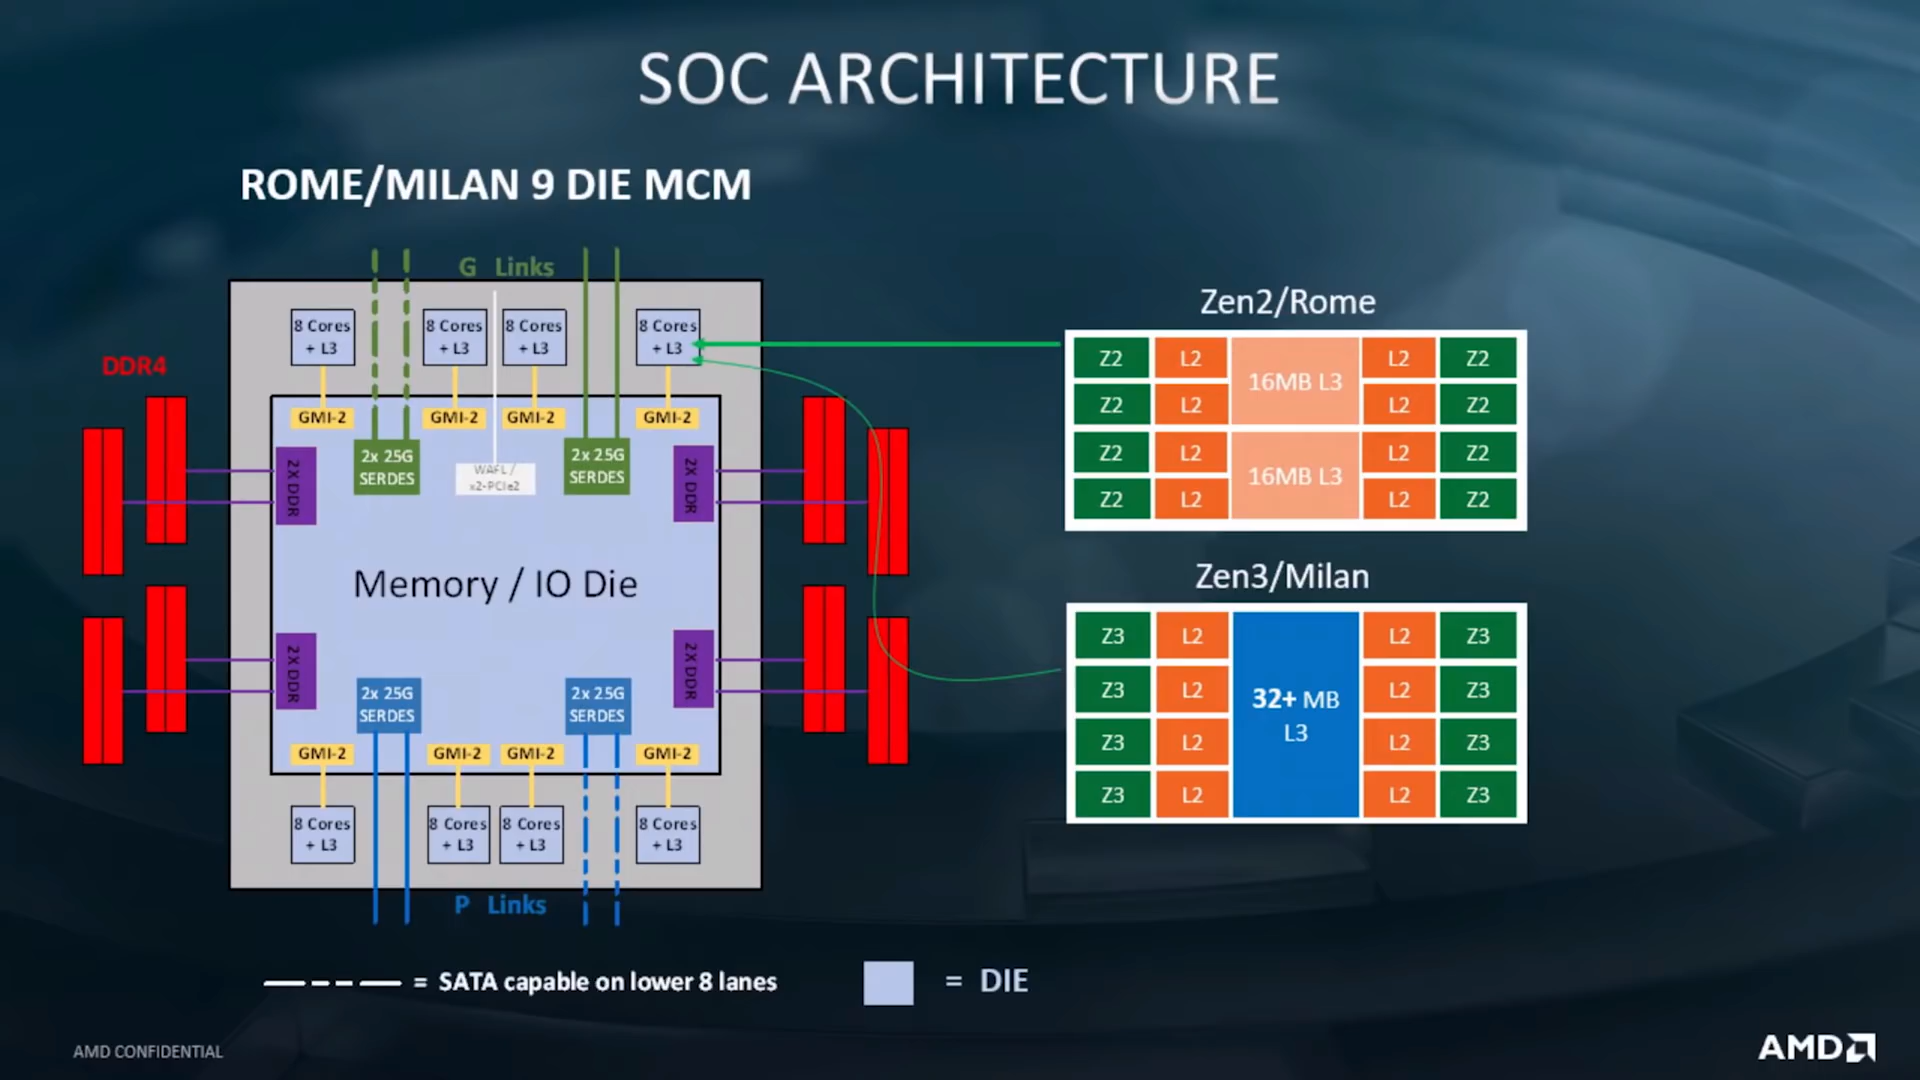 SOC ARCHITECTURE
ROME/MILAN 9 DIE MCM
G Links
8 Cores
+ L3
8 Cores
+ L3
8 Cores
+ L3
8 Cores
+ L3
DDR4
GMI-2
GMI-2
GMI-2
GMI-2
2X DDR
2x 25G
SERDES
WAFL /
x2-PCIe2
2x 25G
SERDES
2X DDR
Memory / IO Die
2X DDR
2x 25G
SERDES
2x 25G
SERDES
2X DDR
GMI-2
GMI-2
GMI-2
GMI-2
8 Cores
+ L3
8 Cores
+ L3
8 Cores
+ L3
8 Cores
+ L3
P Links
Zen2/Rome
Z2 L2 16MB L3 L2 Z2
Z2 L2 L2 Z2
Z2 L2 16MB L3 L2 Z2
Z2 L2 L2 Z2
Zen3/Milan
Z3 L2 L2 Z3
Z3 L2 32+ MB L2 Z3
Z3 L2 L3 L2 Z3
Z3 L2 L2 Z3
= SATA capable on lower 8 lanes
= DIE
AMD CONFIDENTIAL
AMD